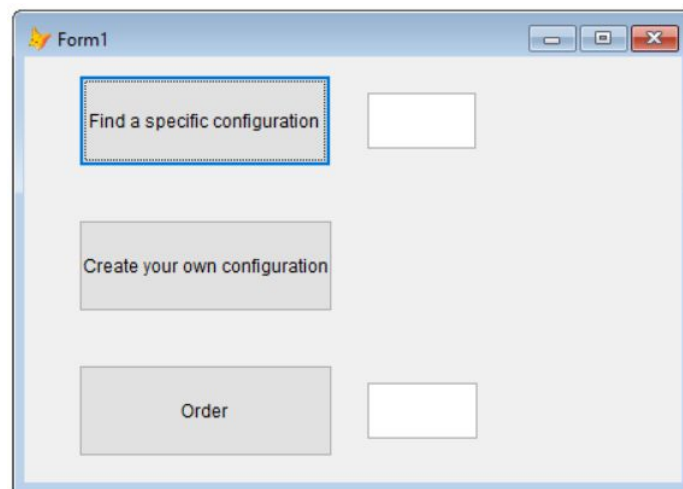 Form1
Find a specific configuration
Create your own configuration
Order